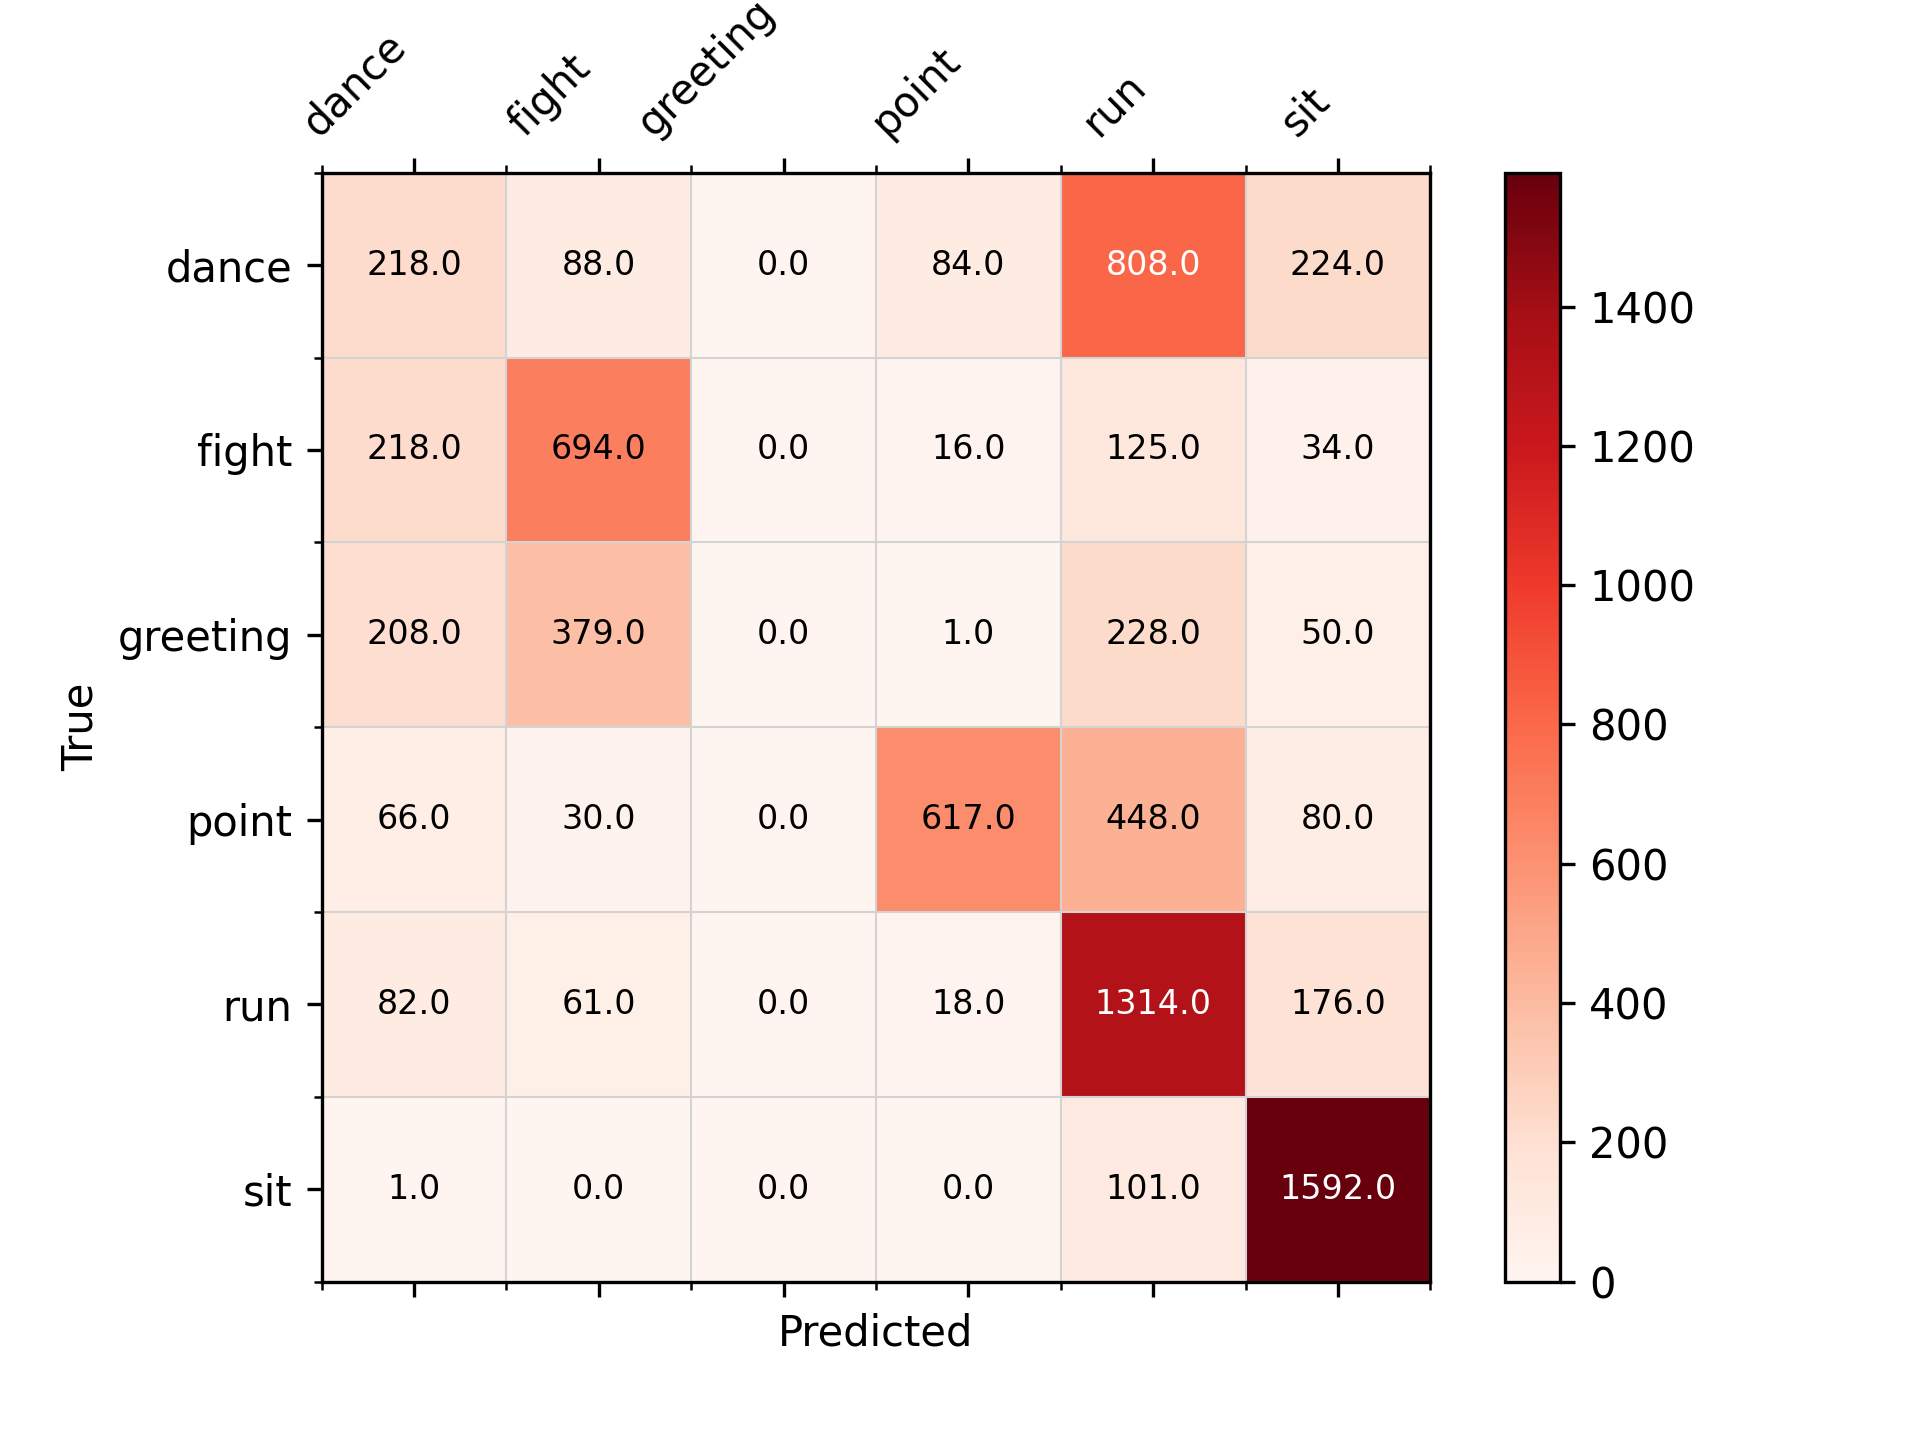 dance fight greeting point run sit
dance 218.0 88.0 0.0 84.0 808.0 224.0
fight 218.0 694.0 0.0 16.0 125.0 34.0
greeting 208.0 379.0 0.0 1.0 228.0 50.0
point 66.0 30.0 0.0 617.0 448.0 80.0
run 82.0 61.0 0.0 18.0 1314.0 176.0
sit 1.0 0.0 0.0 0.0 101.0 1592.0
True
Predicted
1400
1200
1000
800
600
400
200
0